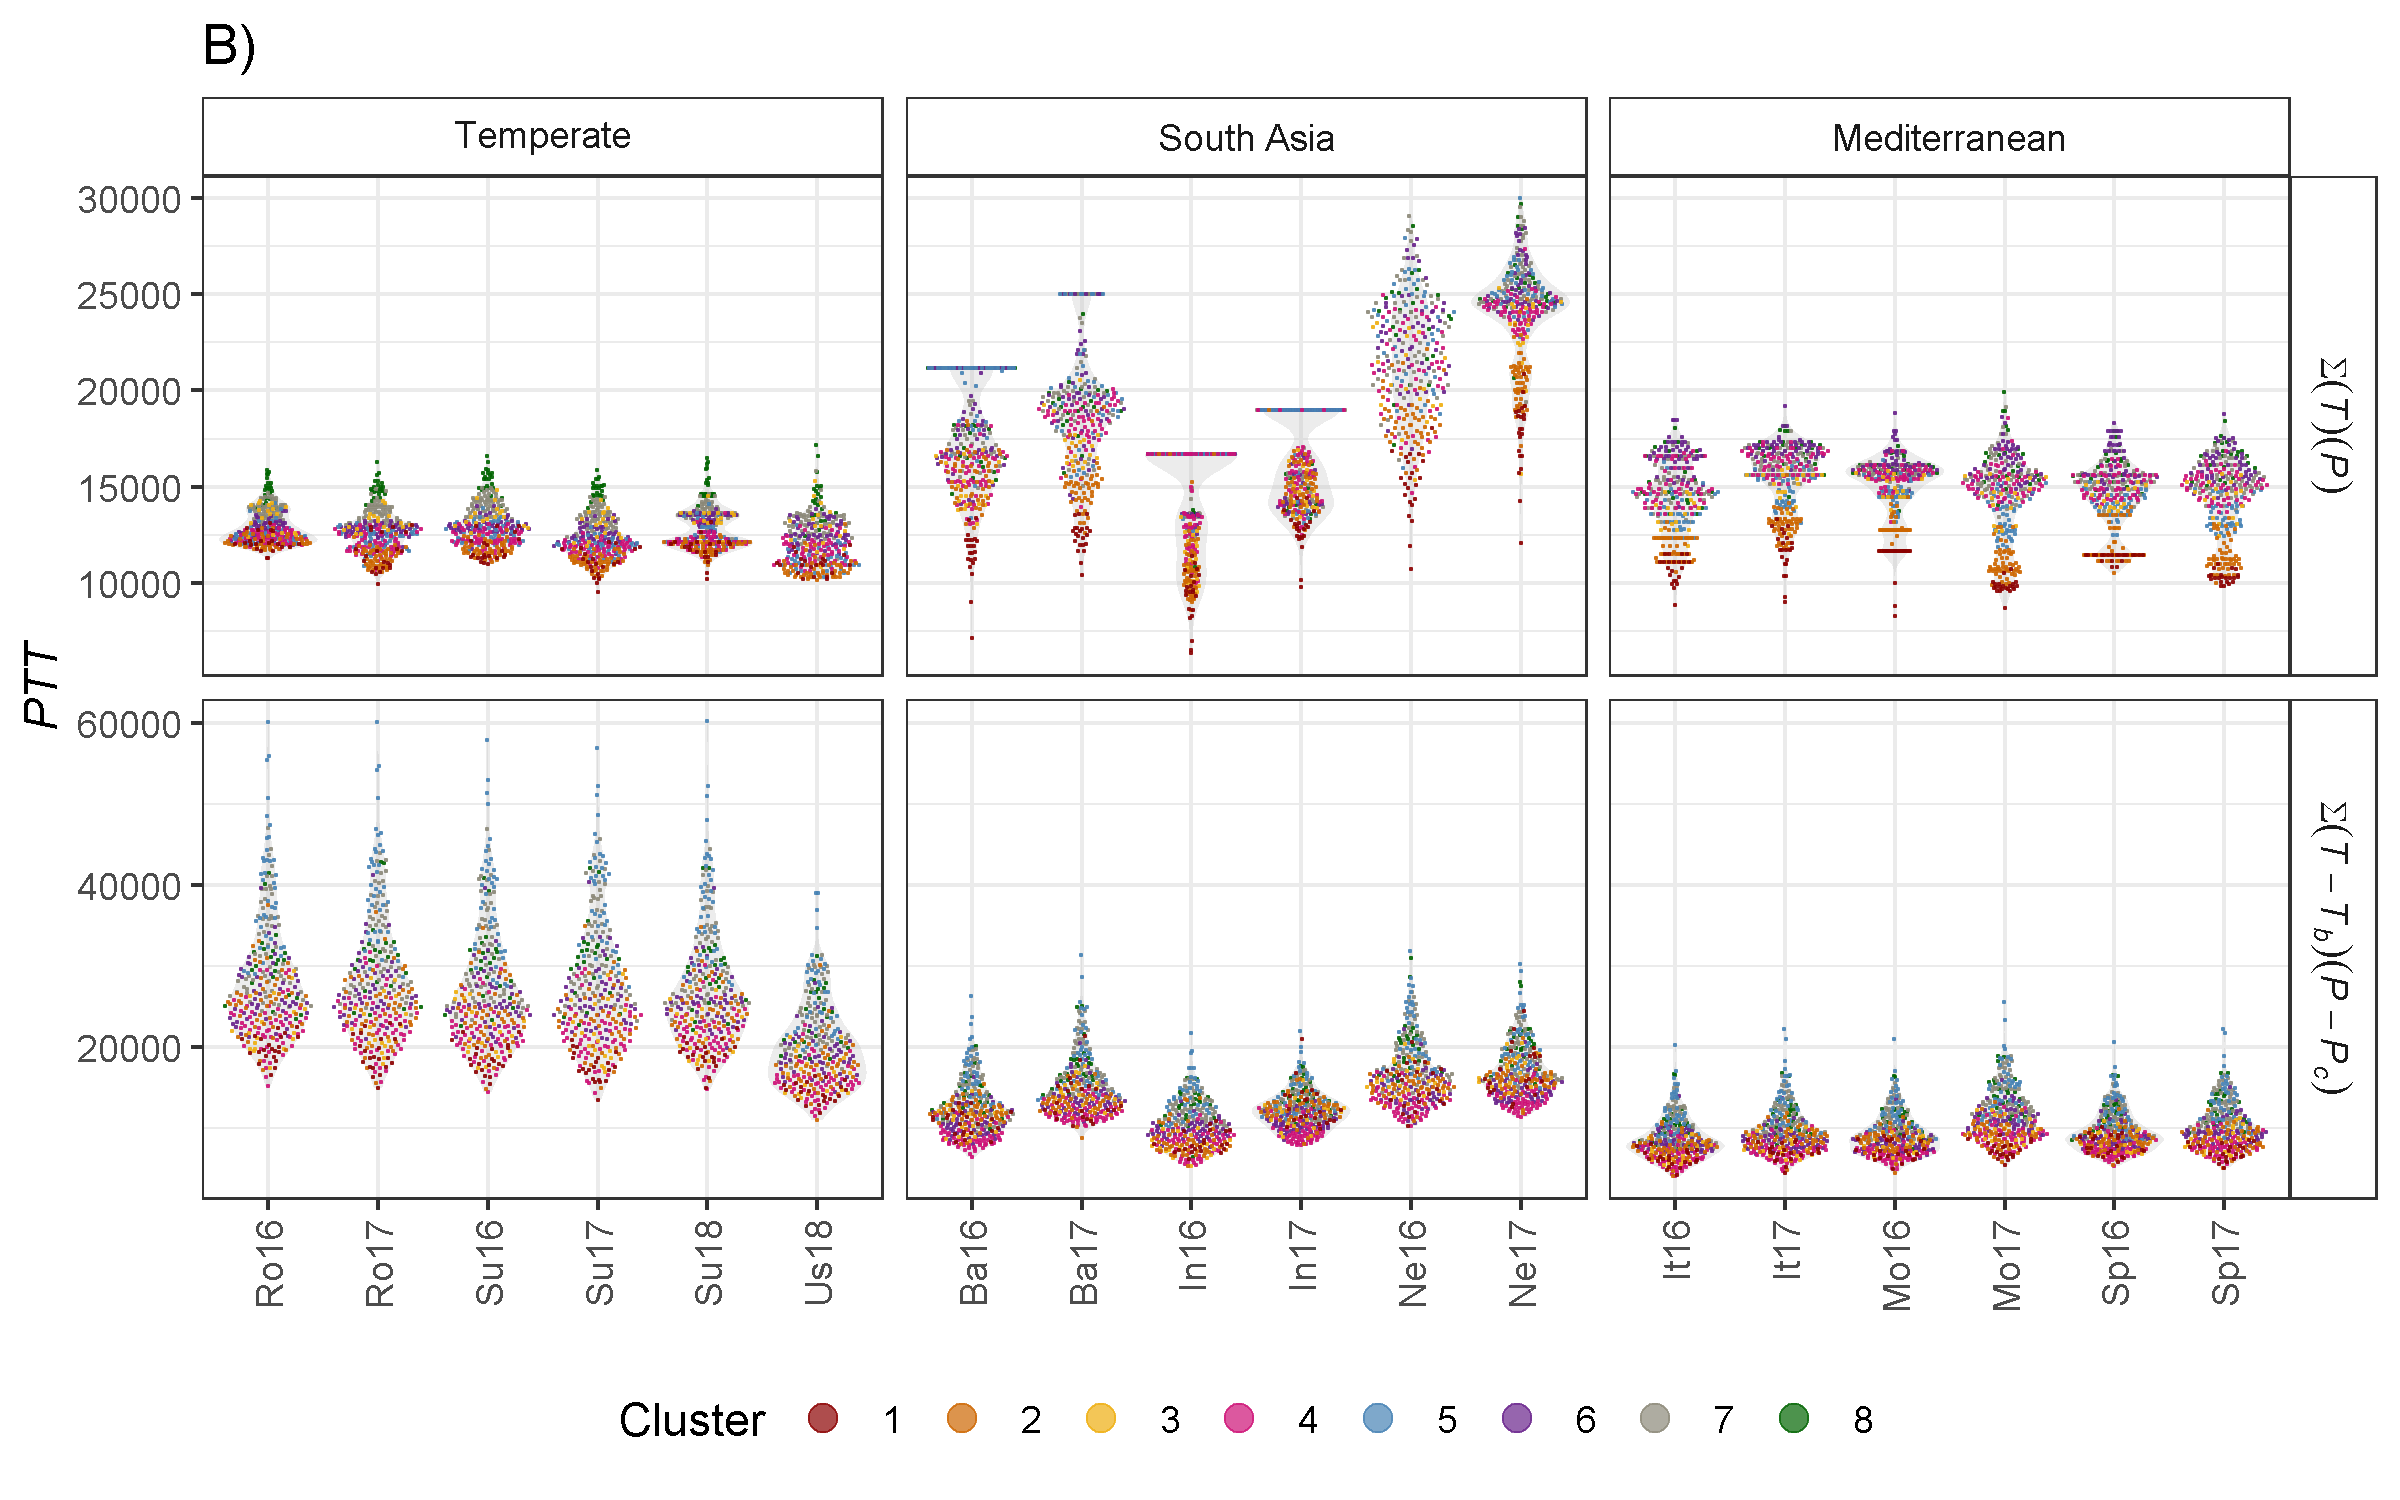 B)
Temperate
South Asia
Mediterranean
PTT
30000
25000
20000
15000
10000
Σ(T)(P)
60000
40000
20000
Σ(T − Tb)(P − Pc)
Ro16
Ro17
Su16
Su17
Su18
Us18
Ba16
Ba17
In16
In17
Ne16
Ne17
It16
It17
Mo16
Mo17
Sp16
Sp17
Cluster 1 2 3 4 5 6 7 8